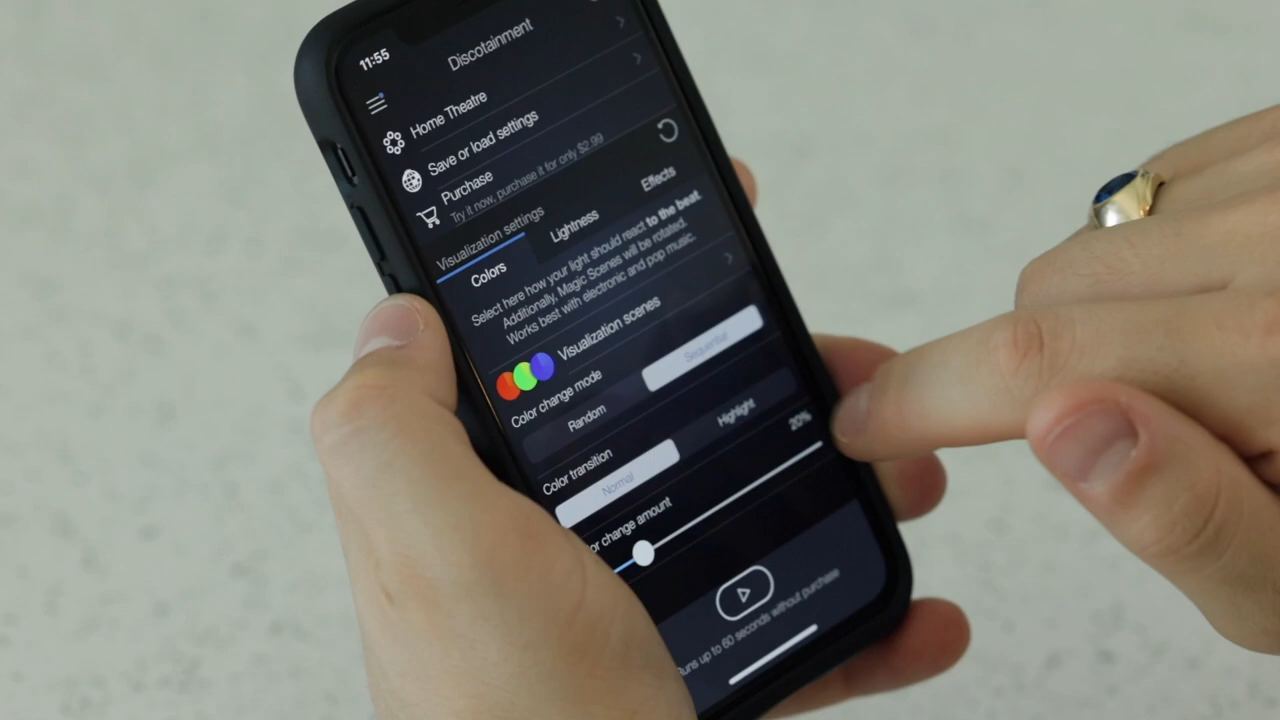 11:55
Discotainment
Home Theatre
Save or load settings
Purchase
Try it now, purchase it for only $2.99
Visualization settings
Colors
Lightness
Effects
Select here how your light should react to the beat.
Additionally, Magic Scenes will be rotated.
Works best with electronic and pop music.
Visualization scenes
Color change mode
Random
Sequential
Color transition
Normal
Highlight
or change amount
20%
Runs up to 60 seconds without purchase